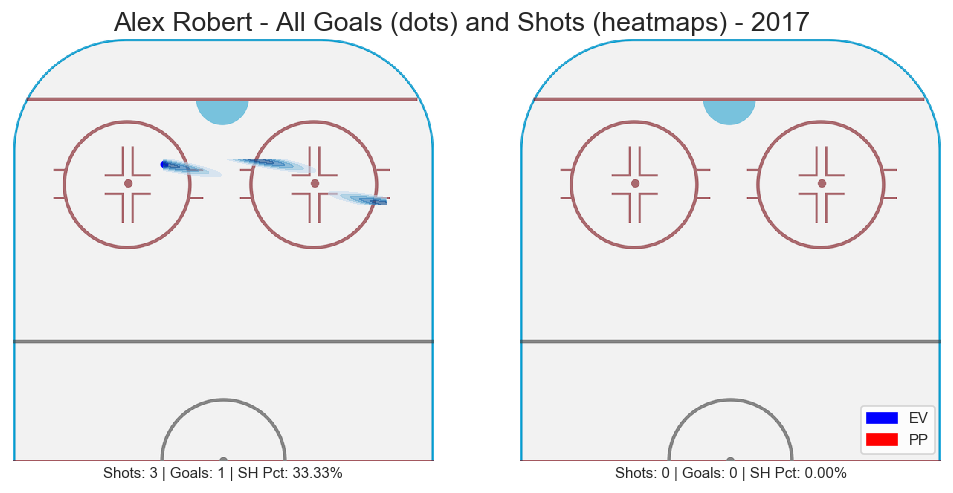 Alex Robert - All Goals (dots) and Shots (heatmaps) - 2017
EV
PP
Shots: 3 | Goals: 1 | SH Pct: 33.33%
Shots: 0 | Goals: 0 | SH Pct: 0.00%